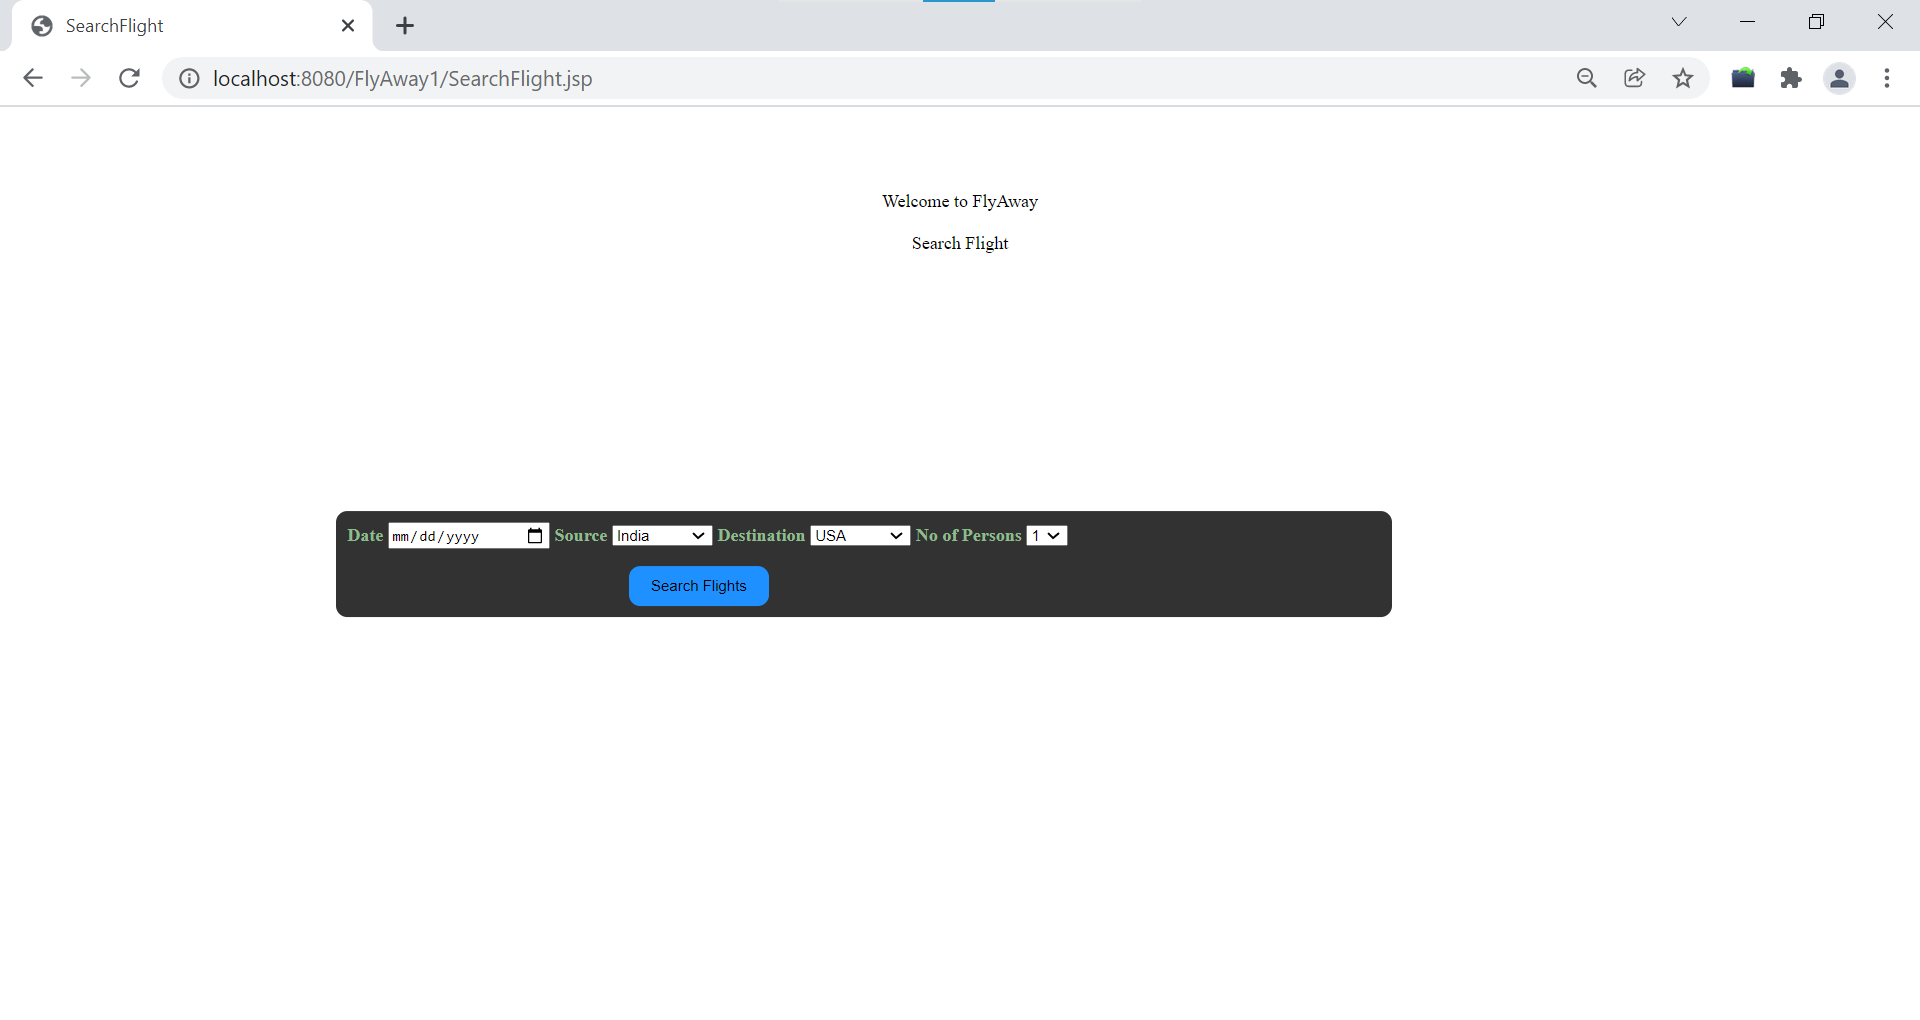 SearchFlight
localhost:8080/FlyAway1/SearchFlight.jsp
Welcome to FlyAway
Search Flight
Date mm/dd/yyyy Source India Destination USA No of Persons 1
Search Flights